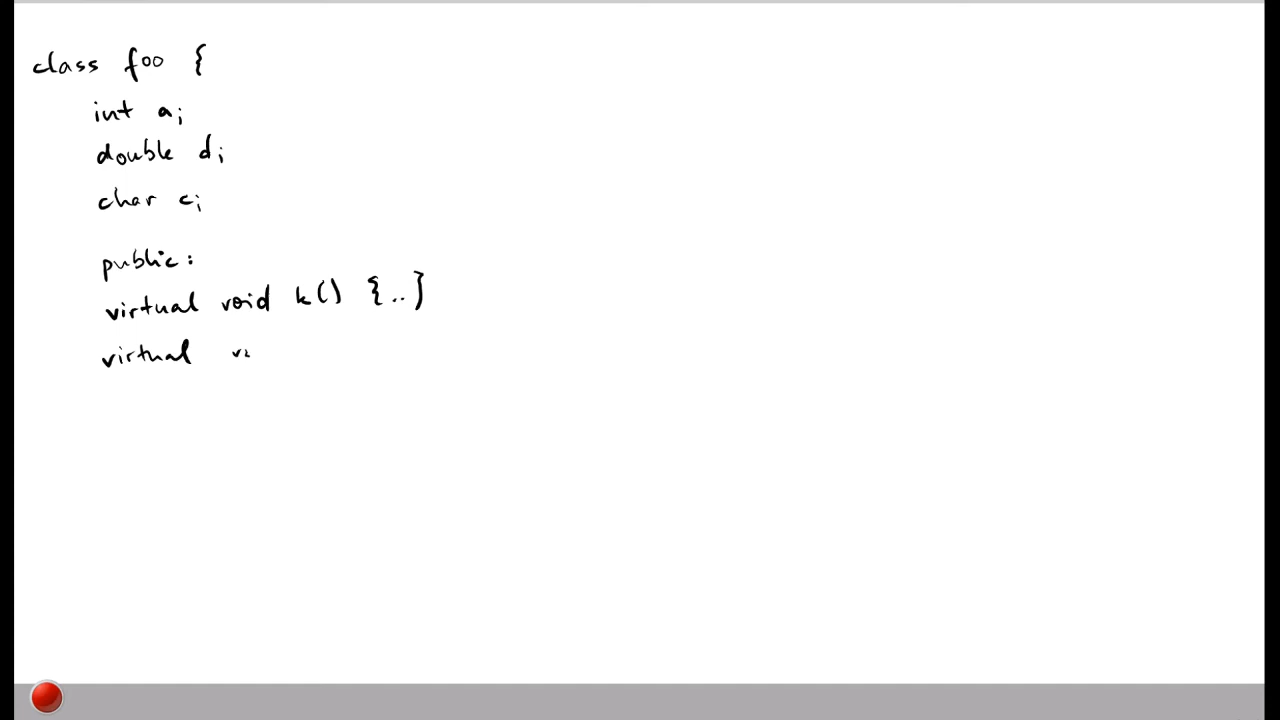 class foo {
int a;
double d;
char c;
public:
virtual void k() {..}
virtual